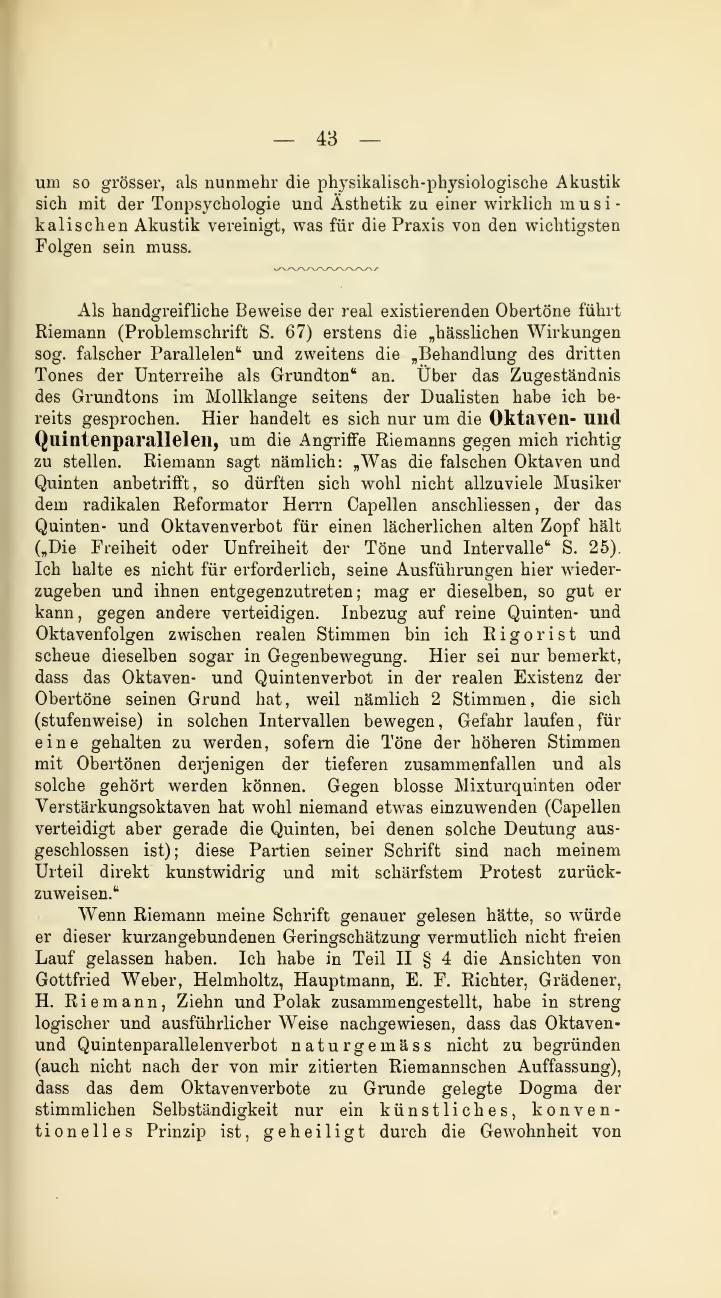 — 43 —
um so grösser, als nunmehr die physikalisch-physiologische Akustik
sich mit der Tonpsychologie und Ästhetik zu einer wirklich musi-
kalischen Akustik vereinigt, was für die Praxis von den wichtigsten
Folgen sein muss.
Als handgreifliche Beweise der real existierenden Obertöne führt
Riemann (Problemschrift S. 67) erstens die „hässlichen Wirkungen
sog. falscher Parallelen“ und zweitens die „Behandlung des dritten
Tones der Unterreihe als Grundton“ an. Über das Zugeständnis
des Grundtons im Mollklange seitens der Dualisten habe ich be-
reits gesprochen. Hier handelt es sich nur um die Oktaven- und
Quintenparallelen, um die Angriffe Riemanns gegen mich richtig
zu stellen. Riemann sagt nämlich: „Was die falschen Oktaven und
Quinten anbetrifft, so dürften sich wohl nicht allzuviele Musiker
dem radikalen Reformator Herrn Capellen anschliessen, der das
Quinten- und Oktavenverbot für einen lächerlichen alten Zopf hält
(„Die Freiheit oder Unfreiheit der Töne und Intervalle“ S. 25).
Ich halte es nicht für erforderlich, seine Ausführungen hier wieder-
zugeben und ihnen entgegenzutreten; mag er dieselben, so gut er
kann, gegen andere verteidigen. Inbezug auf reine Quinten- und
Oktavenfolgen zwischen realen Stimmen bin ich Rigorist und
scheue dieselben sogar in Gegenbewegung. Hier sei nur bemerkt,
dass das Oktaven- und Quintenverbot in der realen Existenz der
Obertöne seinen Grund hat, weil nämlich 2 Stimmen, die sich
(stufenweise) in solchen Intervallen bewegen, Gefahr laufen, für
eine gehalten zu werden, sofern die Töne der höheren Stimmen
mit Obertönen derjenigen der tieferen zusammenfallen und als
solche gehört werden können. Gegen blosse Mixturquinten oder
Verstärkungsoktaven hat wohl niemand etwas einzuwenden (Capellen
verteidigt aber gerade die Quinten, bei denen solche Deutung aus-
geschlossen ist); diese Partien seiner Schrift sind nach meinem
Urteil direkt kunstwidrig und mit schärfstem Protest zurück-
zuweisen.“
Wenn Riemann meine Schrift genauer gelesen hätte, so würde
er dieser kurzangebundenen Geringschätzung vermutlich nicht freien
Lauf gelassen haben. Ich habe in Teil II § 4 die Ansichten von
Gottfried Weber, Helmholtz, Hauptmann, E. F. Richter, Grädener,
H. Riemann, Ziehn und Polak zusammengestellt, habe in streng
logischer und ausführlicher Weise nachgewiesen, dass das Oktaven-
und Quintenparallelenverbot naturgemäss nicht zu begründen
(auch nicht nach der von mir zitierten Riemannschen Auffassung),
dass das dem Oktavenverbote zu Grunde gelegte Dogma der
stimmlichen Selbständigkeit nur ein künstliches, konven-
tionelles Prinzip ist, geheiligt durch die Gewohnheit von